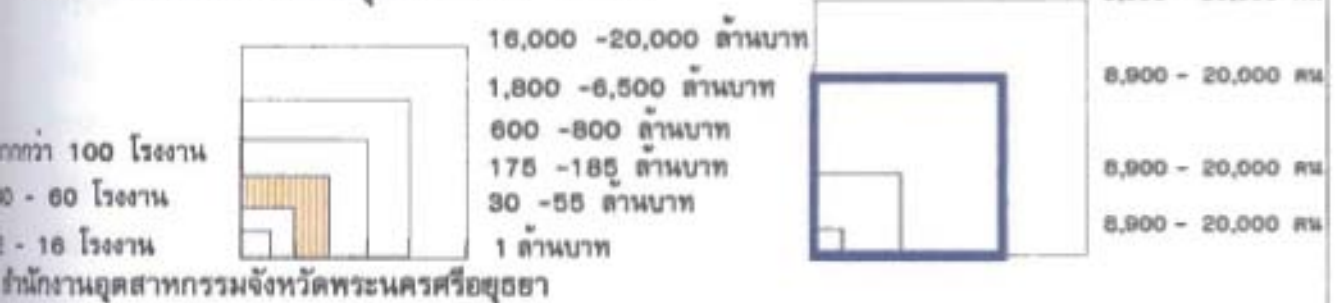 16,000 -20,000 ล้านบาท
1,800 -6,500 ล้านบาท
600 -800 ล้านบาท
175 -185 ล้านบาท
30 -55 ล้านบาท
1 ล้านบาท
100 โรงงาน
- 60 โรงงาน
- 16 โรงงาน
8,900 - 20,000 คน
8,900 - 20,000 คน
8,900 - 20,000 คน
สำนักงานอุตสาหกรรมจังหวัดพระนครศรีอยุธยา